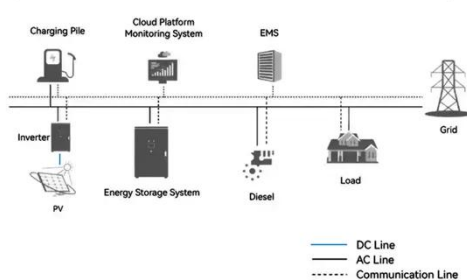 Charging Pile
Cloud Platform
Monitoring System
EMS
Grid
Inverter
PV
Energy Storage System
Diesel
Load
DC Line
AC Line
Communication Line